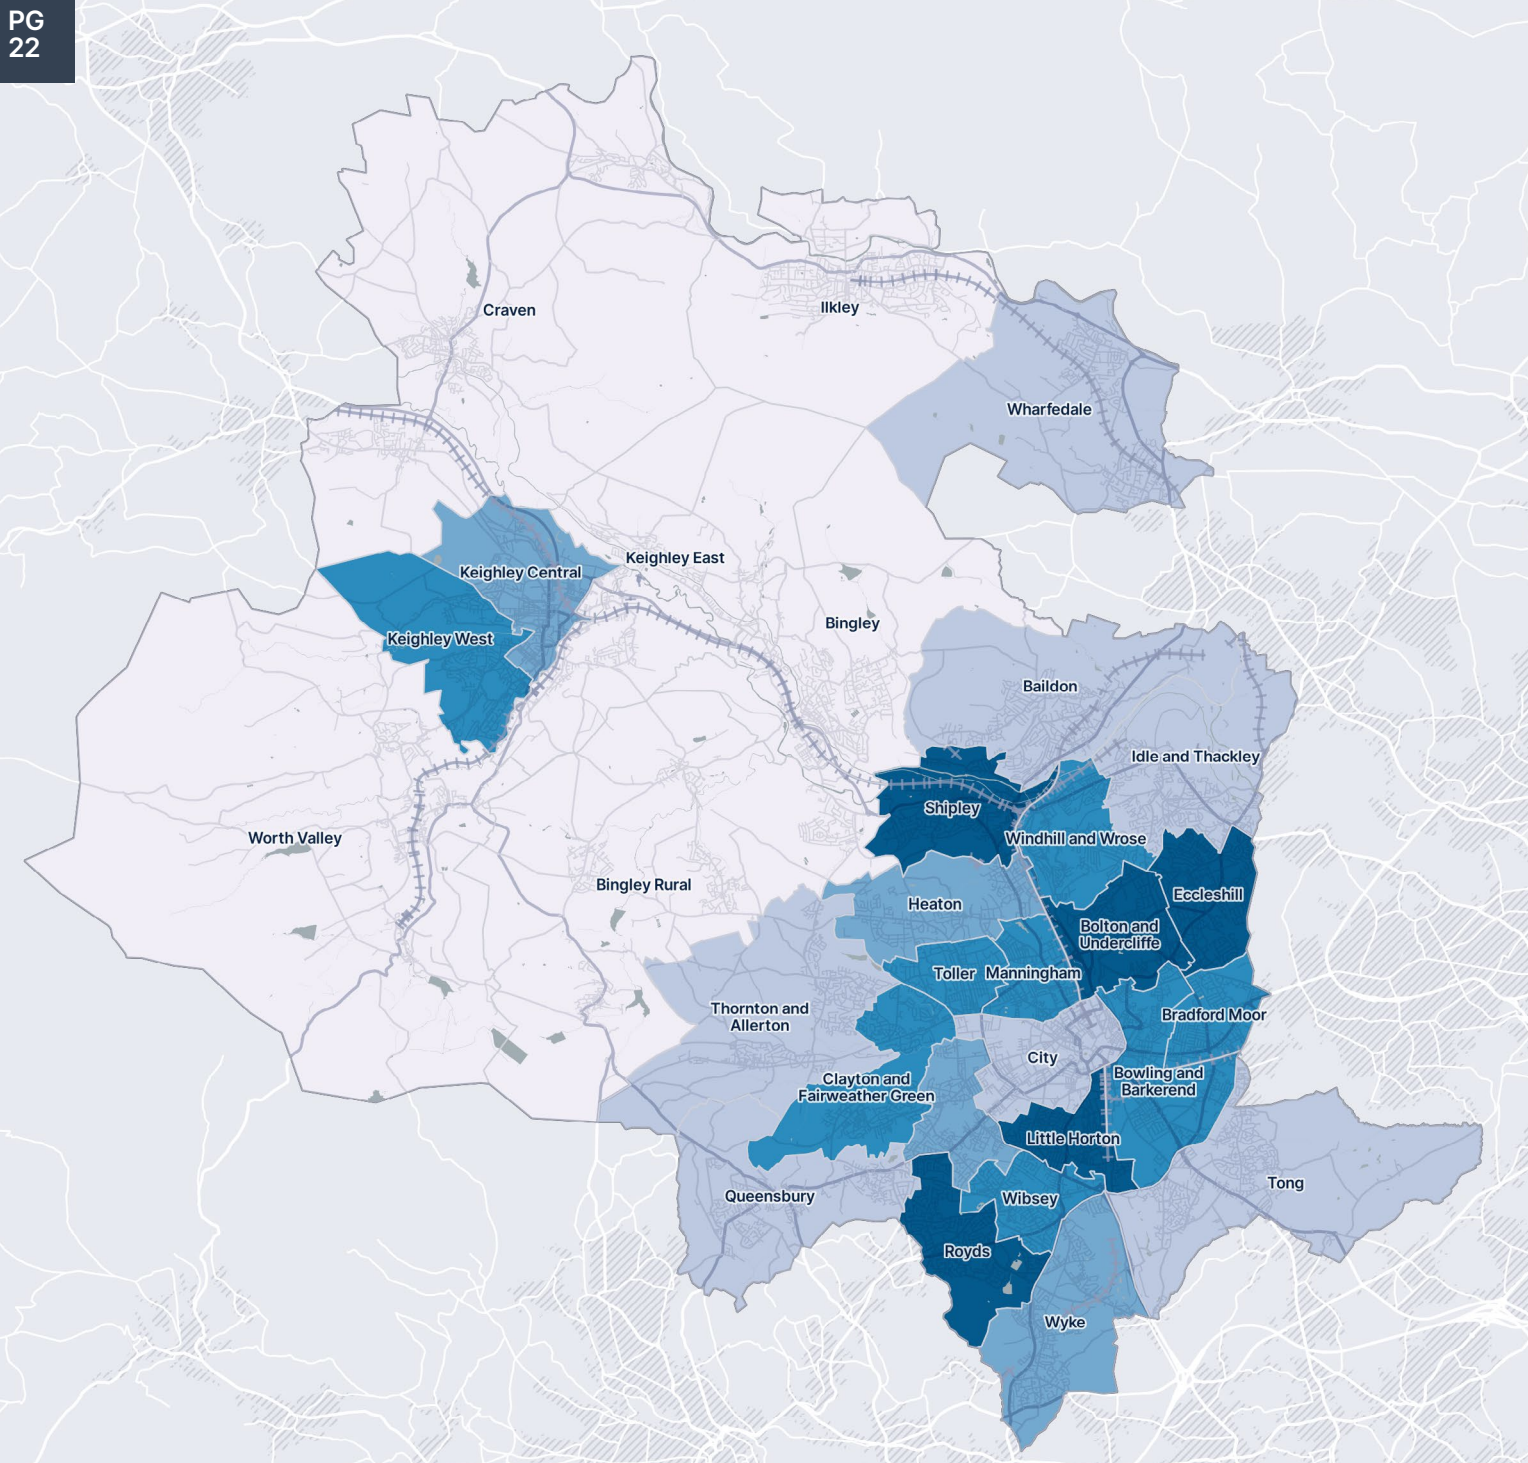 PG
22
Craven
Ilkley
Wharfedale
Keighley East
Keighley Central
Bingley
Keighley West
Baildon
Idle and Thackley
Shipley
Windhill and Wrose
Worth Valley
Bingley Rural
Eccleshill
Heaton
Bolton and
Undercliffe
Toller
Manningham
Thornton and
Allerton
Bradford Moor
City
Clayton and
Fairweather Green
Bowling and
Barkerend
Little Horton
Queensbury
Wibsey
Tong
Royds
Wyke